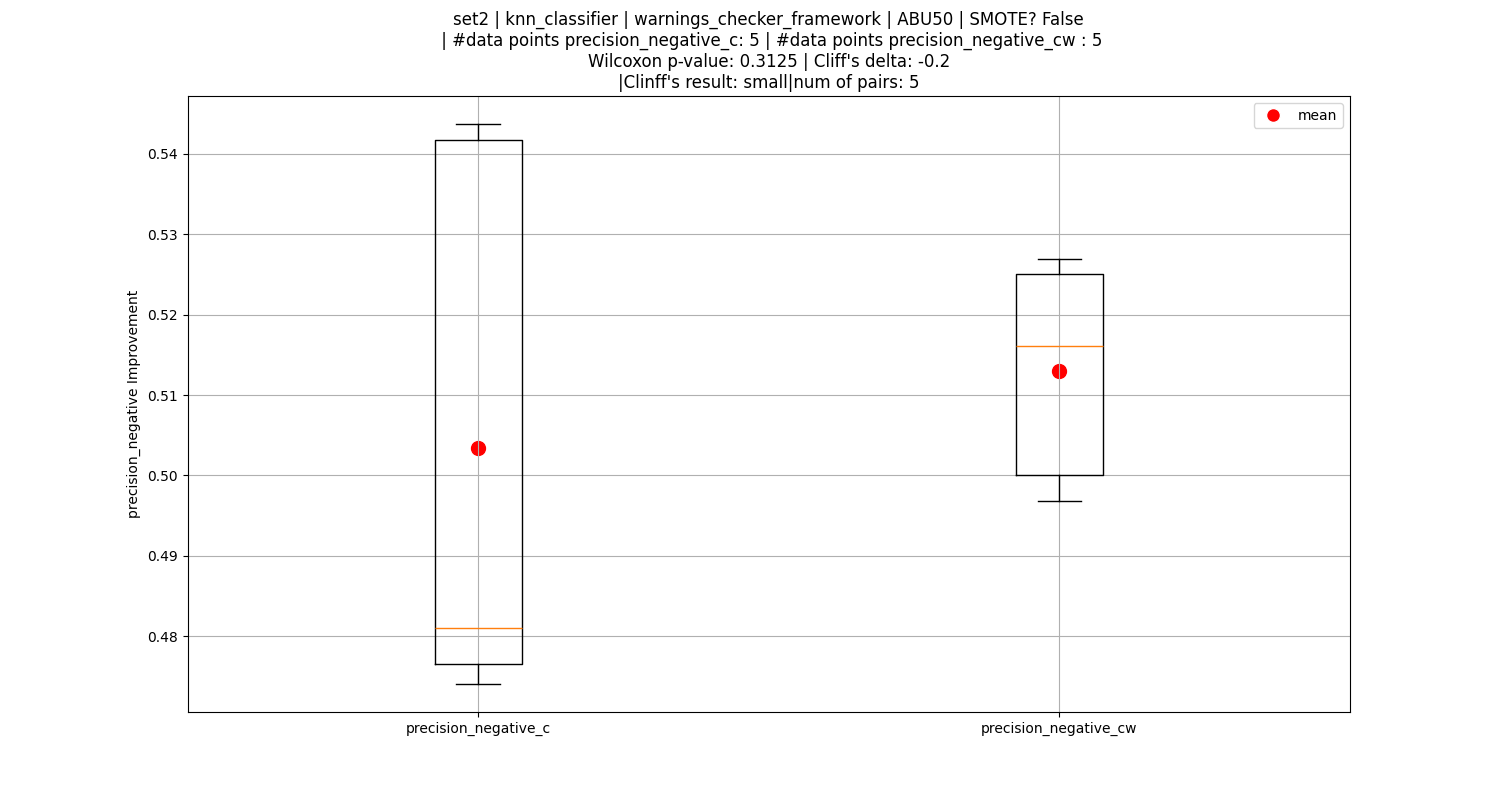 set2 | knn_classifier | warnings_checker_framework | ABU50 | SMOTE? False
| #data points precision_negative_c: 5 | #data points precision_negative_cw : 5
Wilcoxon p-value: 0.3125 | Cliff's delta: -0.2
|Clinff's result: small|num of pairs: 5
mean
0.54
0.53
0.52
0.51
0.50
0.49
0.48
precision_negative Improvement
precision_negative_c
precision_negative_cw